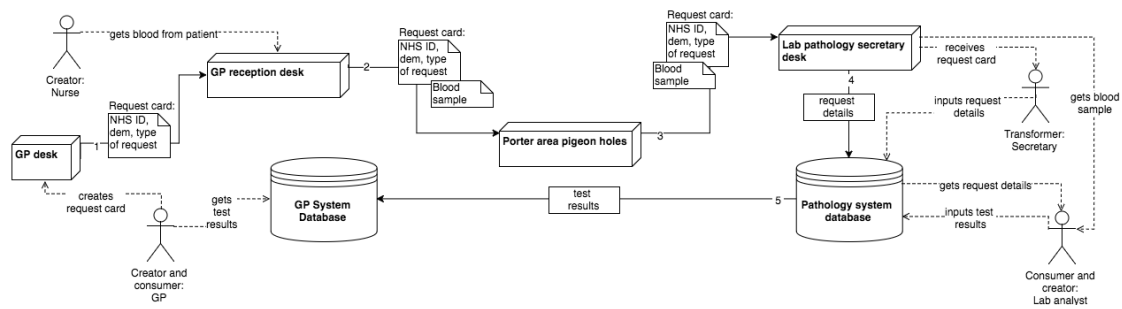 gets blood from patient
Creator:
Nurse
GP reception desk
Request card:
NHS ID,
dem, type
of request
1
GP desk
creates
request card
Creator and
consumer:
GP
gets
test
results
2
Request card:
NHS ID,
dem, type
of request
Blood
sample
Porter area pigeon holes
3
Request card:
NHS ID,
dem, type
of request
Blood
sample
Lab pathology secretary
desk
receives
request card
4
request
details
inputs request
details
Transformer:
Secretary
gets blood
sample
GP System
Database
test
results
5
Pathology system
database
gets request details
inputs test
results
Consumer and
creator:
Lab analyst